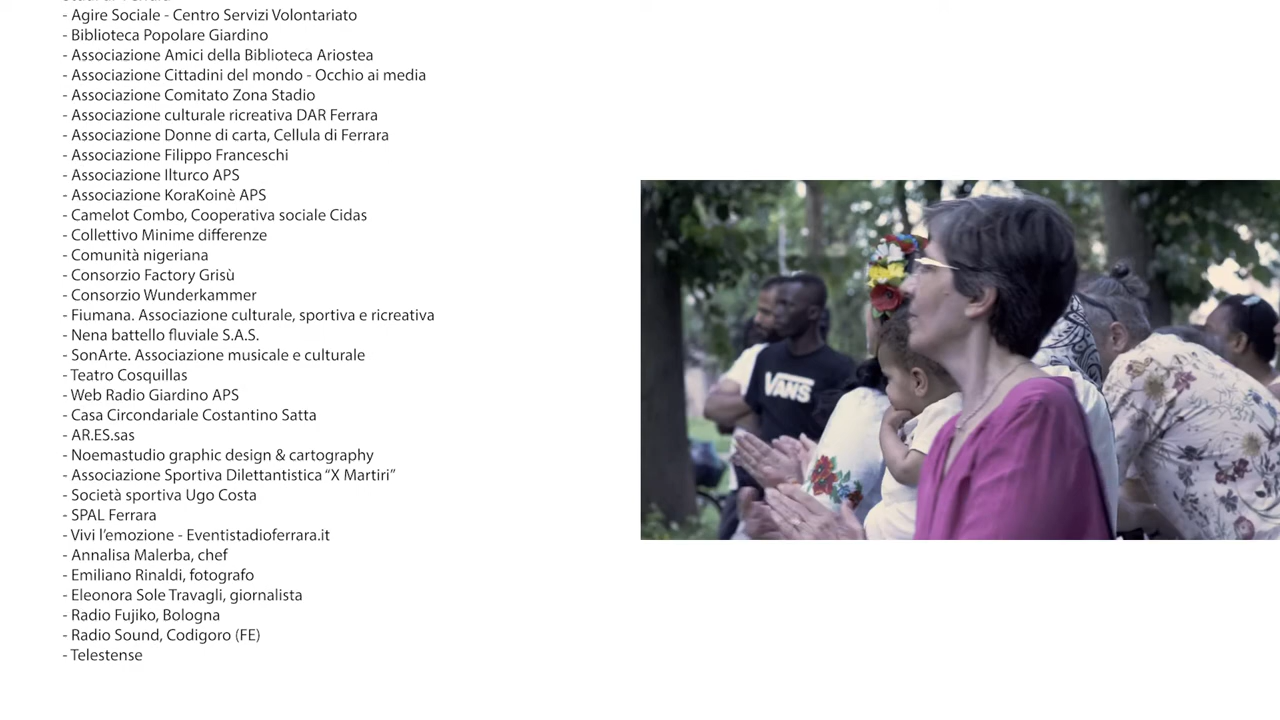 - Agire Sociale - Centro Servizi Volontariato
- Biblioteca Popolare Giardino
- Associazione Amici della Biblioteca Ariostea
- Associazione Cittadini del mondo - Occhio ai media
- Associazione Comitato Zona Stadio
- Associazione culturale ricreativa DAR Ferrara
- Associazione Donne di carta, Cellula di Ferrara
- Associazione Filippo Franceschi
- Associazione Ilturco APS
- Associazione KoraKoinè APS
- Camelot Combo, Cooperativa sociale Cidas
- Collettivo Minime differenze
- Comunità nigeriana
- Consorzio Factory Grisù
- Consorzio Wunderkammer
- Fiumana. Associazione culturale, sportiva e ricreativa
- Nena battello fluviale S.A.S.
- SonArte. Associazione musicale e culturale
- Teatro Cosquillas
- Web Radio Giardino APS
- Casa Circondariale Costantino Satta
- AR.ES.sas
- Noemastudio graphic design & cartography
- Associazione Sportiva Dilettantistica “X Martiri”
- Società sportiva Ugo Costa
- SPAL Ferrara
- Vivi l’emozione - Eventistadioferrara.it
- Annalisa Malerba, chef
- Emiliano Rinaldi, fotografo
- Eleonora Sole Travagli, giornalista
- Radio Fujiko, Bologna
- Radio Sound, Codigoro (FE)
- Telestense
VANS